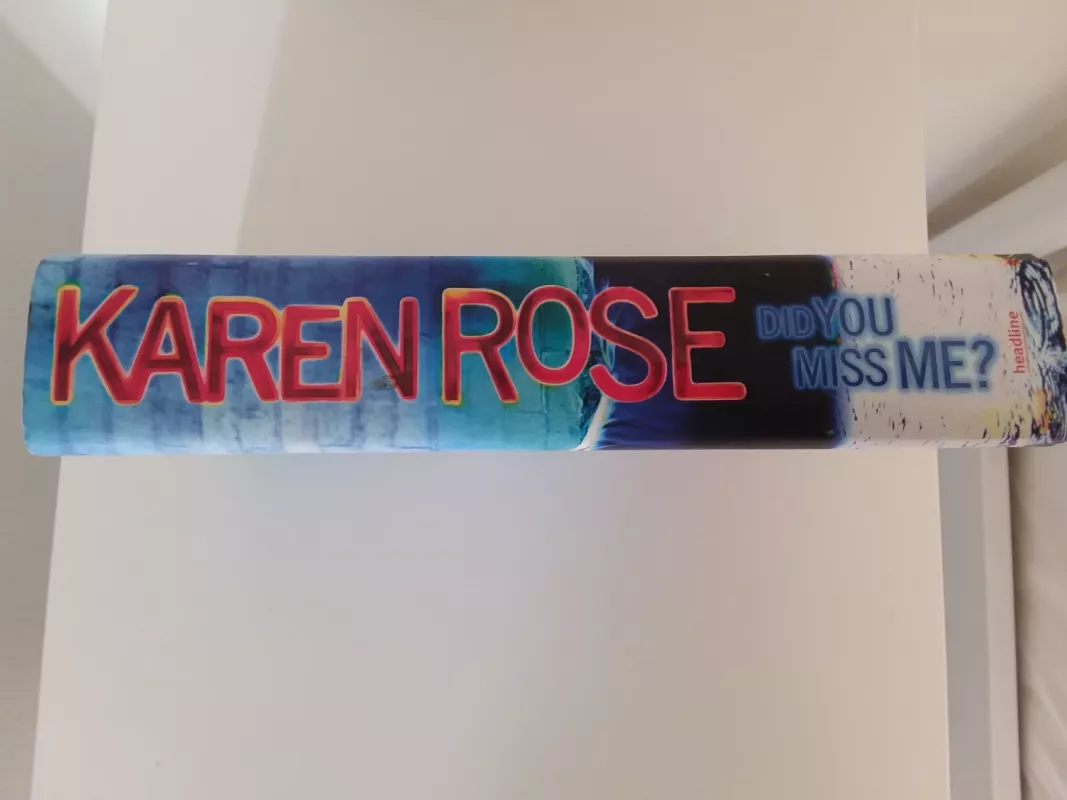 KAREN ROSE
DID YOU
MISS ME?
headline